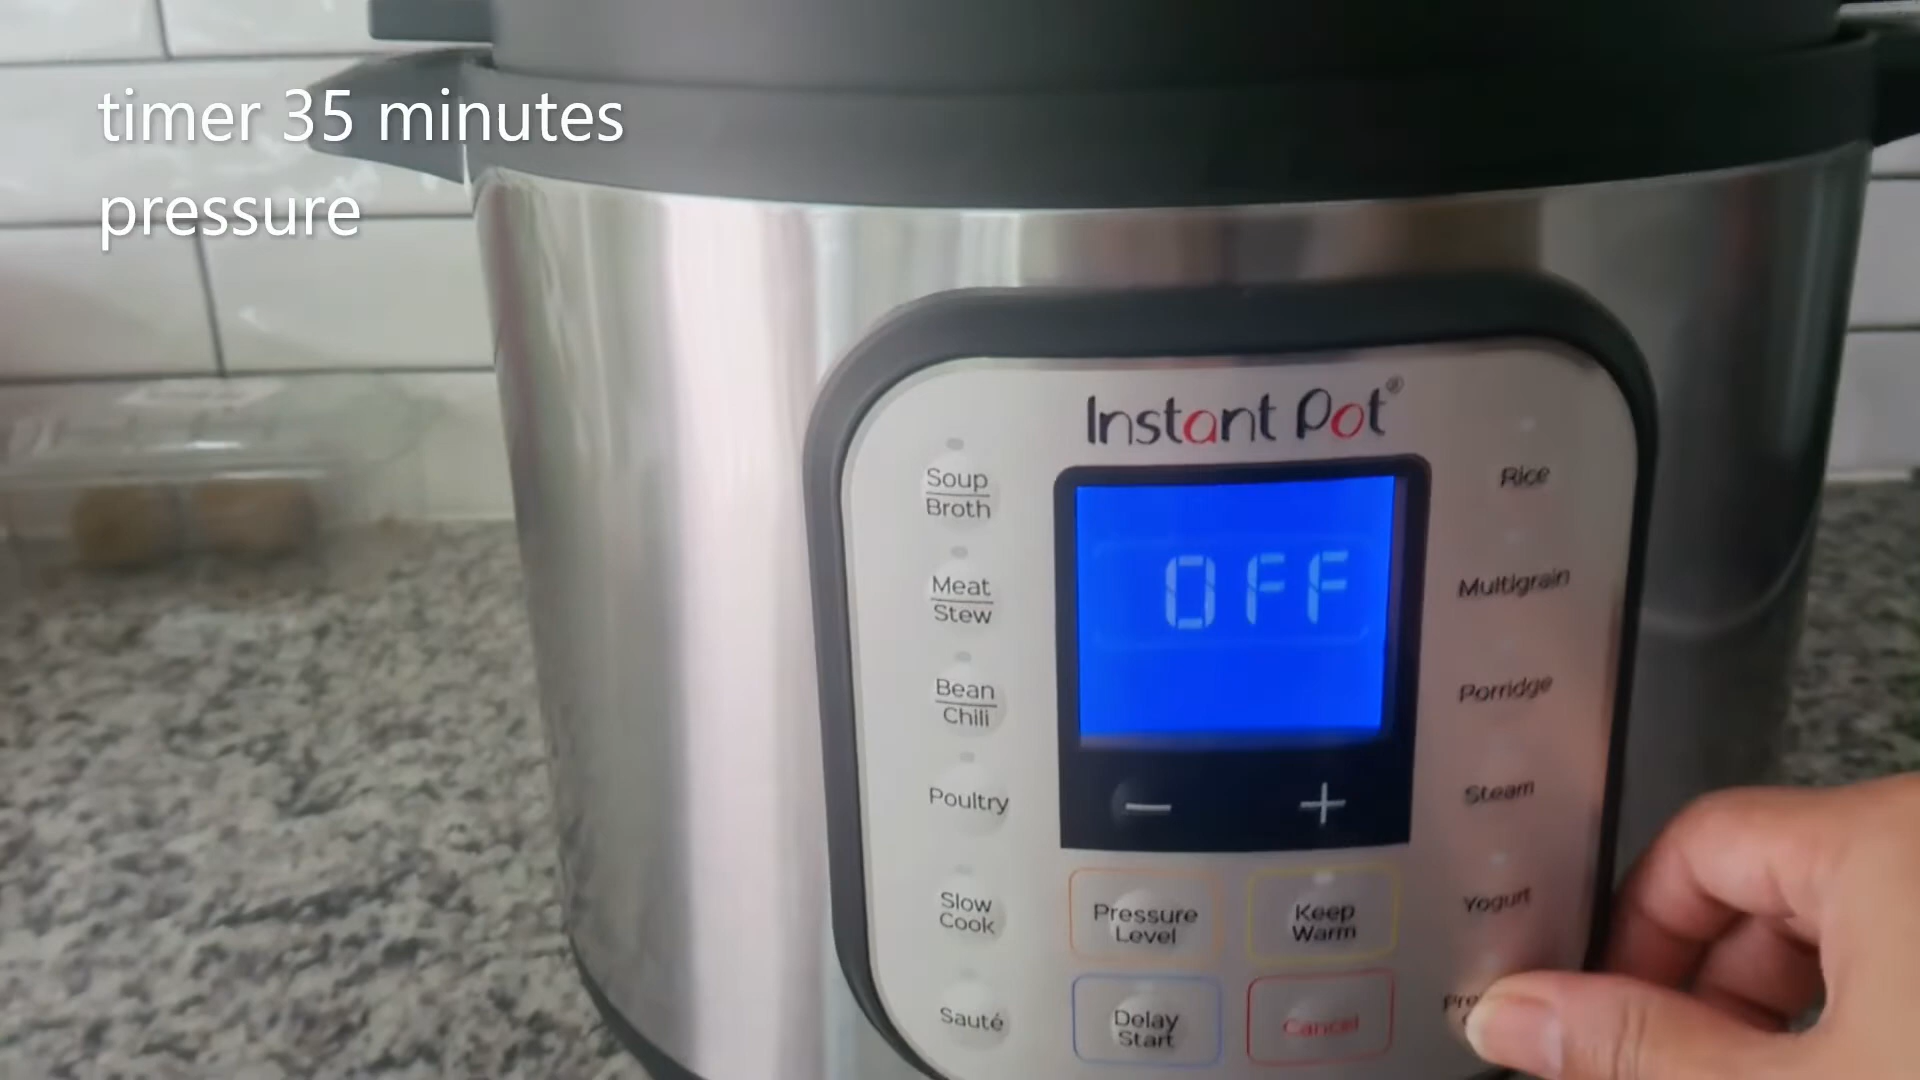 timer 35 minutes
pressure
Instant Pot®
Soup
Broth
Meat
Stew
Bean
Chili
Poultry
Slow
Cook
Sauté
OFF
− +
Pressure
Level
Keep
Warm
Delay
Start
Cancel
Rice
Multigrain
Porridge
Steam
Yogurt